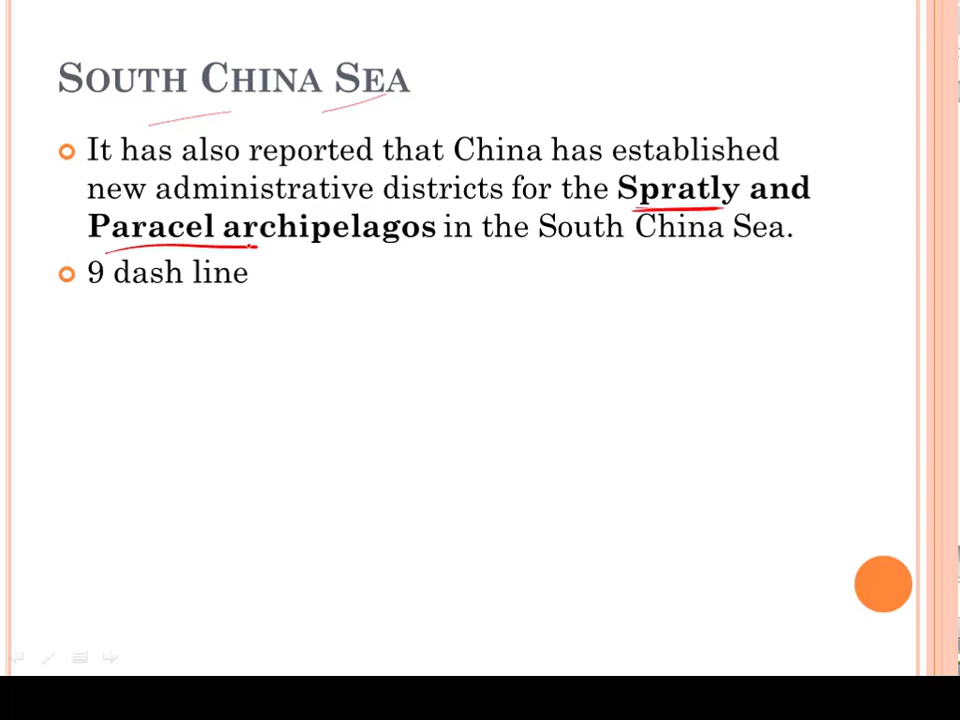 SOUTH CHINA SEA
It has also reported that China has established
new administrative districts for the Spratly and
Paracel archipelagos in the South China Sea.
9 dash line